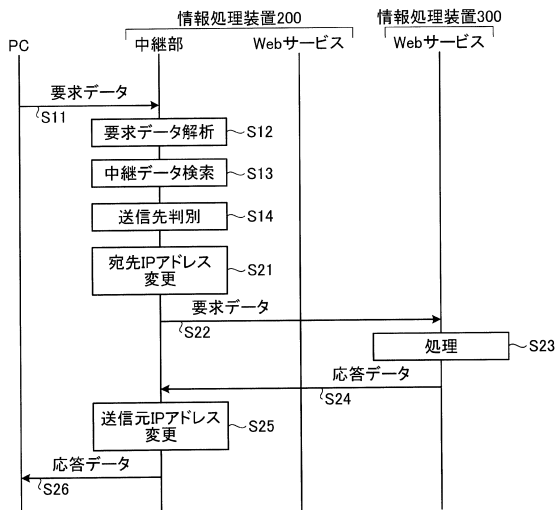 情報処理装置200
情報処理装置300
PC
中継部
Webサービス
Webサービス
要求データ
S11
要求データ解析
S12
中継データ検索
S13
送信先判別
S14
宛先IPアドレス
変更
S21
要求データ
S22
処理
S23
応答データ
S24
送信元IPアドレス
変更
S25
応答データ
S26